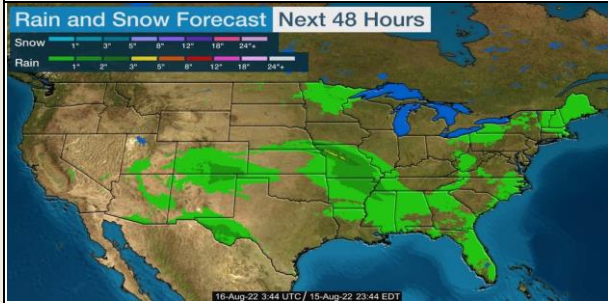 Rain and Snow Forecast Next 48 Hours
Snow
1" 3" 5" 8" 12" 18" 24"+
Rain
1" 2" 3" 5" 8" 12" 18" 24"+
16-Aug-22 3:44 UTC / 15-Aug-22 23:44 EDT